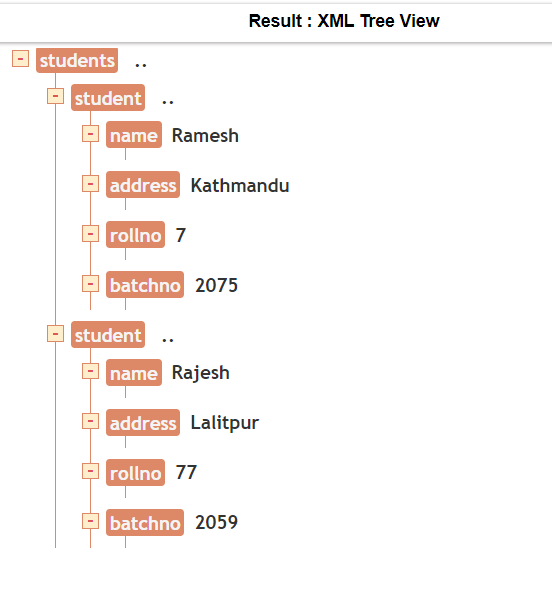 Result : XML Tree View
- students ..
- student ..
- name Ramesh
- address Kathmandu
- rollno 7
- batchno 2075
- student ..
- name Rajesh
- address Lalitpur
- rollno 77
- batchno 2059